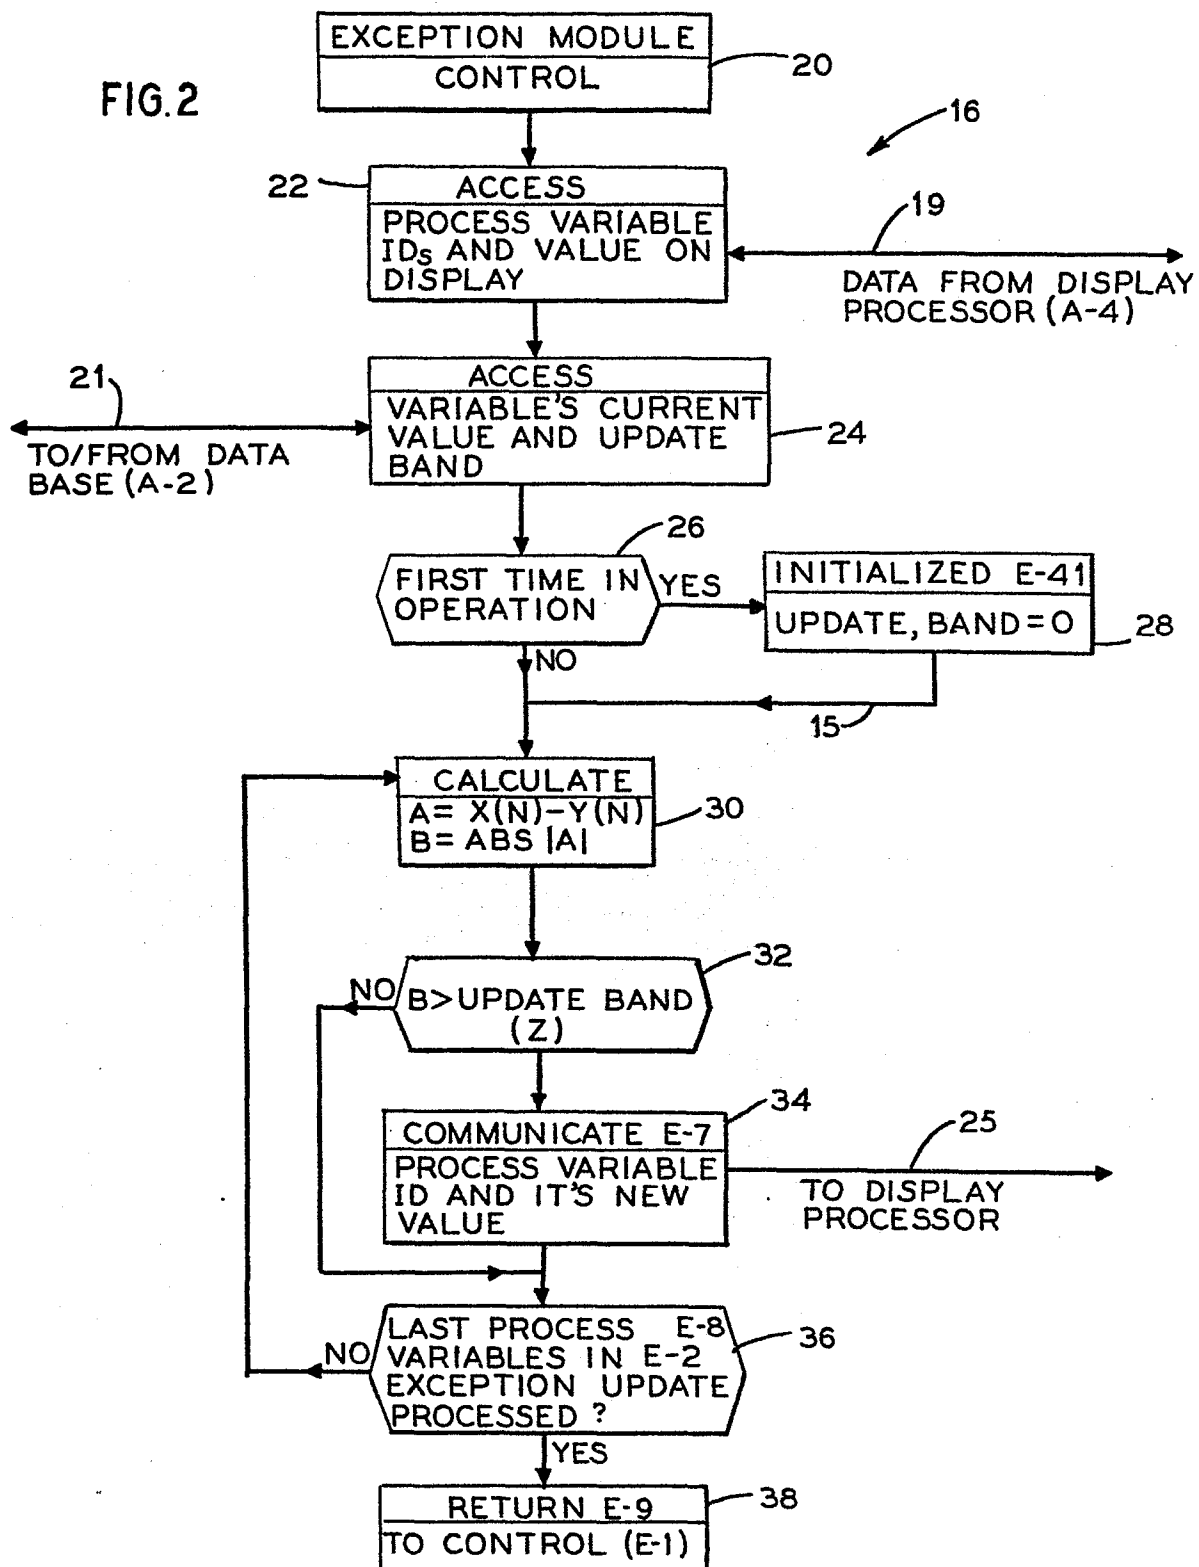 EXCEPTION MODULE
CONTROL
20
FIG.2
16
22
ACCESS
PROCESS VARIABLE
IDs AND VALUE ON
DISPLAY
19
DATA FROM DISPLAY
PROCESSOR (A-4)
21
TO/FROM DATA
BASE (A-2)
ACCESS
VARIABLE'S CURRENT
VALUE AND UPDATE
BAND
24
26
FIRST TIME IN
OPERATION
YES
INITIALIZED E-41
UPDATE, BAND=0
28
NO
15
CALCULATE
A= X(N)-Y(N)
B= ABS |A|
30
32
NO
B>UPDATE BAND
(Z)
34
COMMUNICATE E-7
PROCESS VARIABLE
ID AND IT'S NEW
VALUE
25
TO DISPLAY
PROCESSOR
LAST PROCESS E-8
VARIABLES IN E-2
EXCEPTION UPDATE
PROCESSED ?
36
NO
YES
RETURN E-9
TO CONTROL (E-1)
38